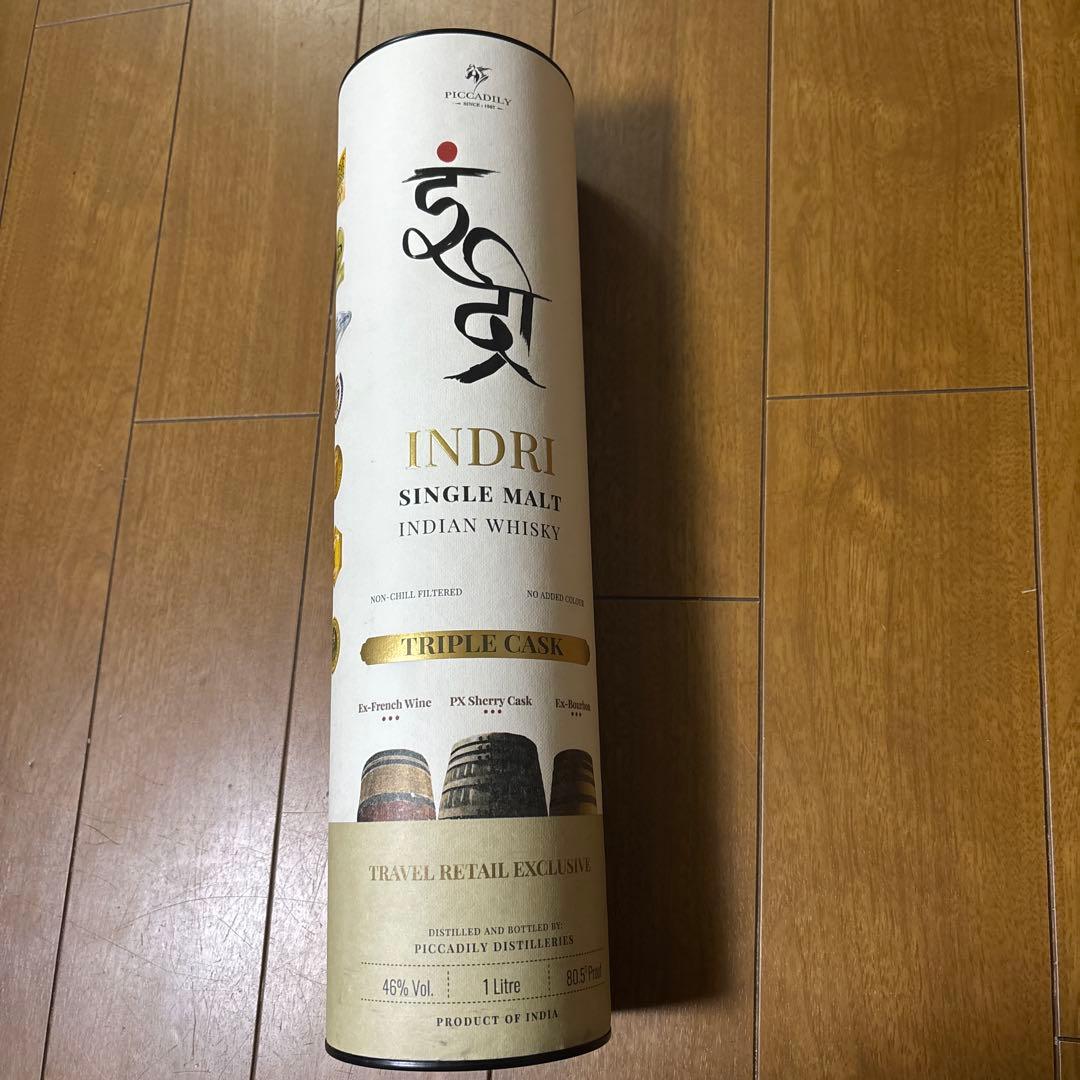 PICCADILY
SINCE : 1967
इंद्री
INDRI
SINGLE MALT
INDIAN WHISKY
NON-CHILL FILTERED NO ADDED COLOUR
TRIPLE CASK
Ex-French Wine PX Sherry Cask Ex-Bourbon
TRAVEL RETAIL EXCLUSIVE
DISTILLED AND BOTTLED BY:
PICCADILY DISTILLERIES
46% Vol. 1 Litre 80.5° Proof
PRODUCT OF INDIA